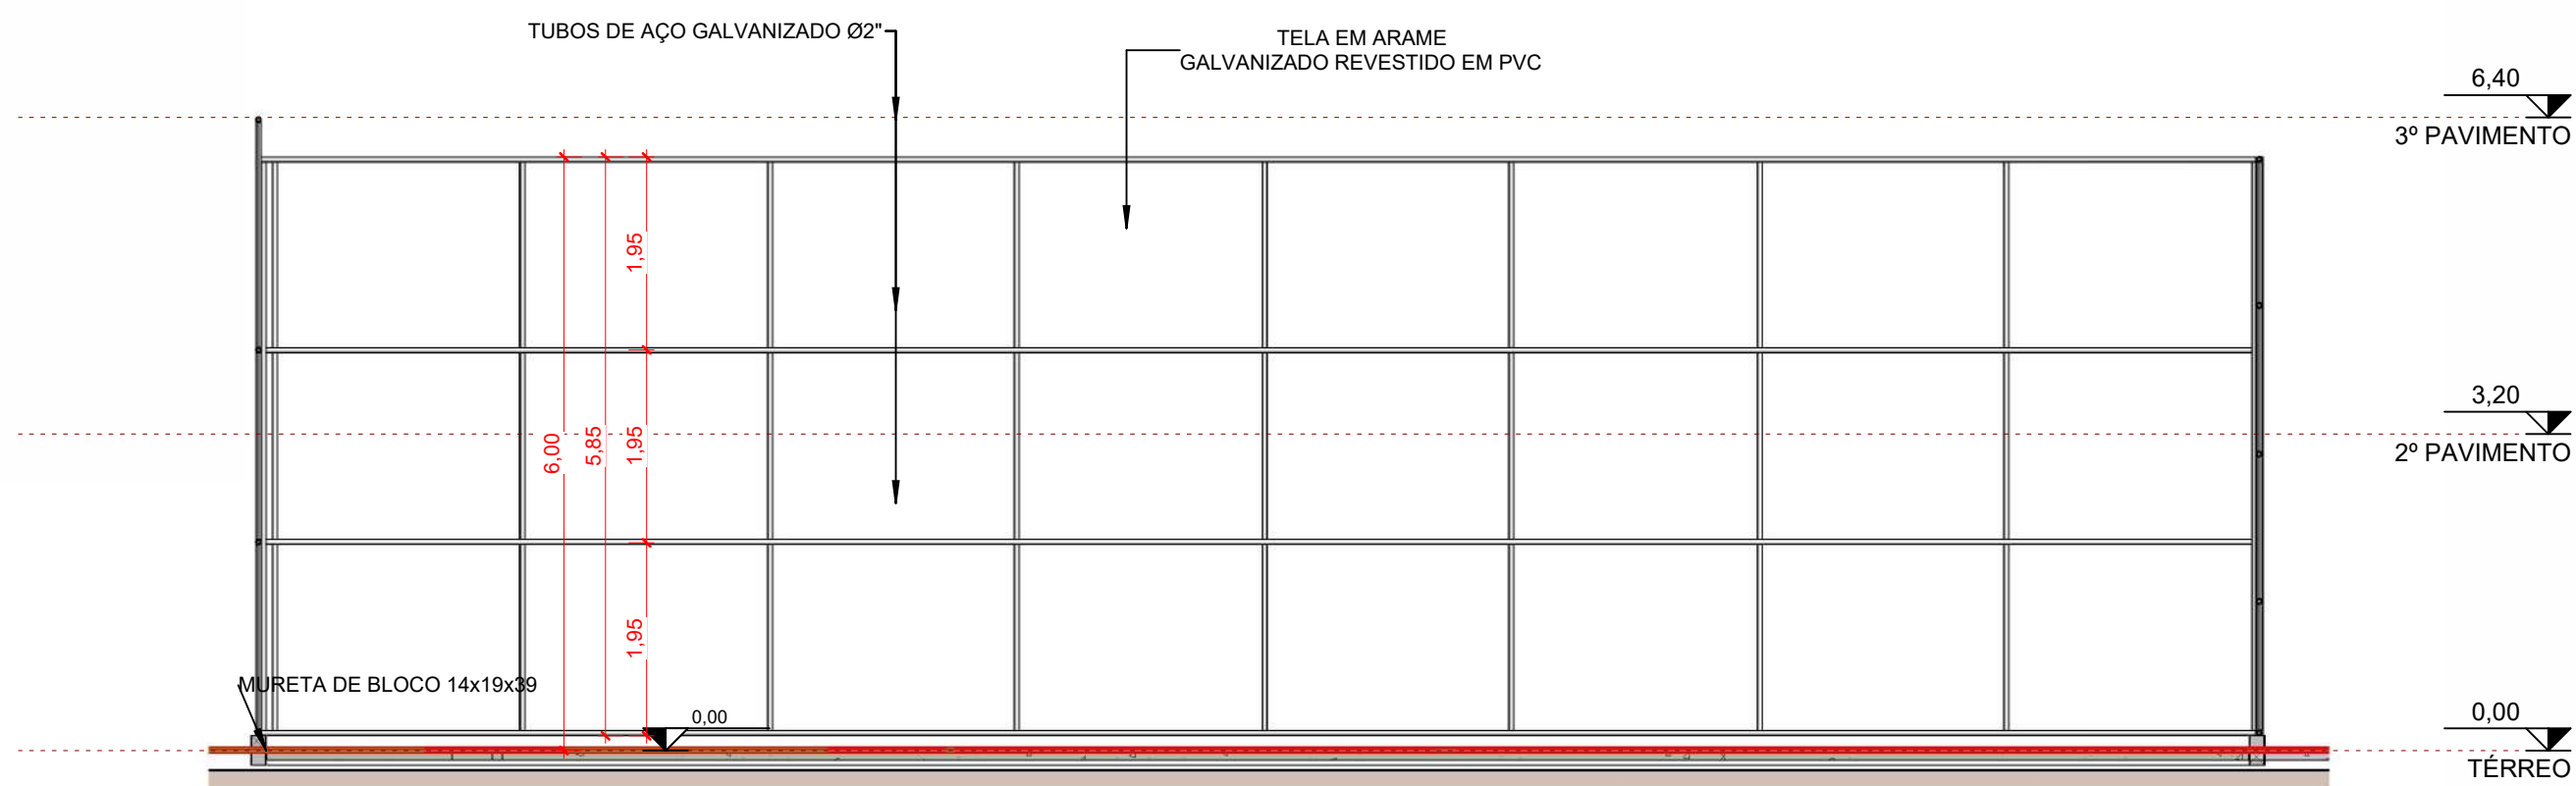 TUBOS DE AÇO GALVANIZADO Ø2"
TELA EM ARAME
GALVANIZADO REVESTIDO EM PVC
6,40
3º PAVIMENTO
1,95
6,00
5,85
1,95
3,20
2º PAVIMENTO
1,95
MURETA DE BLOCO 14x19x39
0,00
0,00
TÉRREO